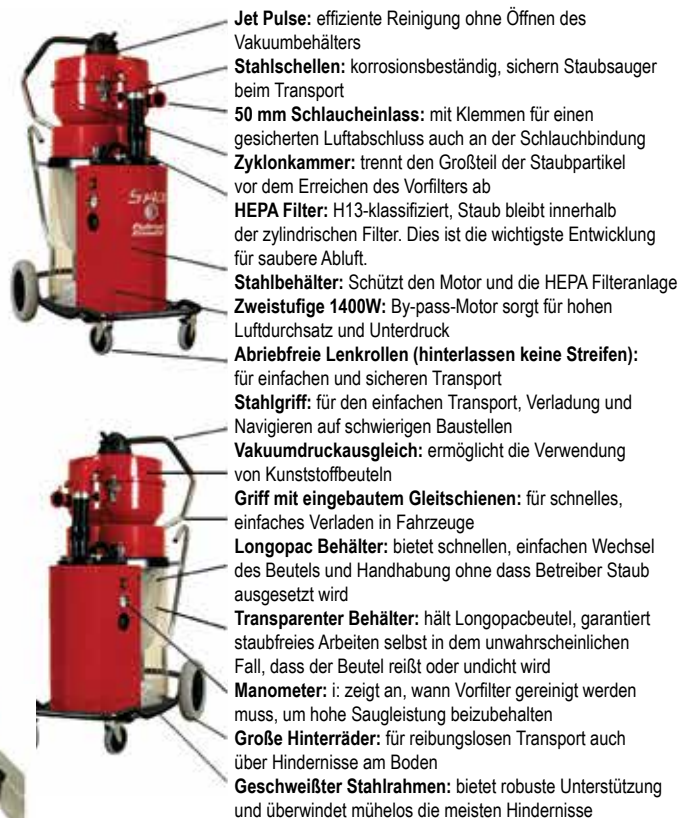 Jet Pulse: effiziente Reinigung ohne Öffnen des
Vakuumbehälters
Stahlschellen: korrosionsbeständig, sichern Staubsauger
beim Transport
50 mm Schlaucheinlass: mit Klemmen für einen
gesicherten Luftabschluss auch an der Schlauchbindung
Zyklonkammer: trennt den Großteil der Staubpartikel
vor dem Erreichen des Vorfilters ab
HEPA Filter: H13-klassifiziert, Staub bleibt innerhalb
der zylindrischen Filter. Dies ist die wichtigste Entwicklung
für saubere Abluft.
Stahlbehälter: Schützt den Motor und die HEPA Filteranlage
Zweistufige 1400W: By-pass-Motor sorgt für hohen
Luftdurchsatz und Unterdruck
Abriebfreie Lenkrollen (hinterlassen keine Streifen):
für einfachen und sicheren Transport
Stahlgriff: für den einfachen Transport, Verladung und
Navigieren auf schwierigen Baustellen
Vakuumdruckausgleich: ermöglicht die Verwendung
von Kunststoffbeuteln
Griff mit eingebautem Gleitschienen: für schnelles,
einfaches Verladen in Fahrzeuge
Longopac Behälter: bietet schnellen, einfachen Wechsel
des Beutels und Handhabung ohne dass Betreiber Staub
ausgesetzt wird
Transparenter Behälter: hält Longopacbeutel, garantiert
staubfreies Arbeiten selbst in dem unwahrscheinlichen
Fall, dass der Beutel reißt oder undicht wird
Manometer: i: zeigt an, wann Vorfilter gereinigt werden
muss, um hohe Saugleistung beizubehalten
Große Hinterräder: für reibungslosen Transport auch
über Hindernisse am Boden
Geschweißter Stahlrahmen: bietet robuste Unterstützung
und überwindet mühelos die meisten Hindernisse